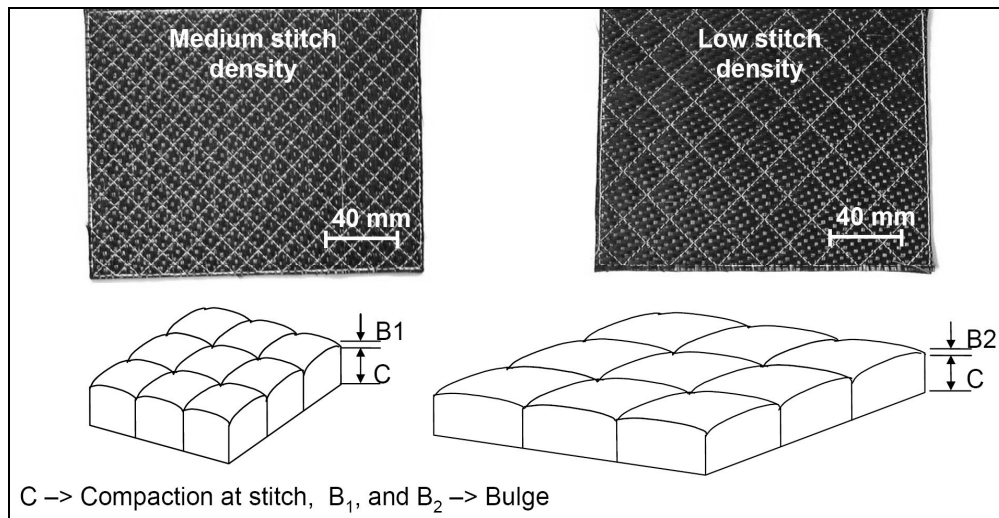 Medium stitch
density
Low stitch
density
40 mm
40 mm
B1
C
B2
C
C –> Compaction at stitch, B₁, and B₂ –> Bulge